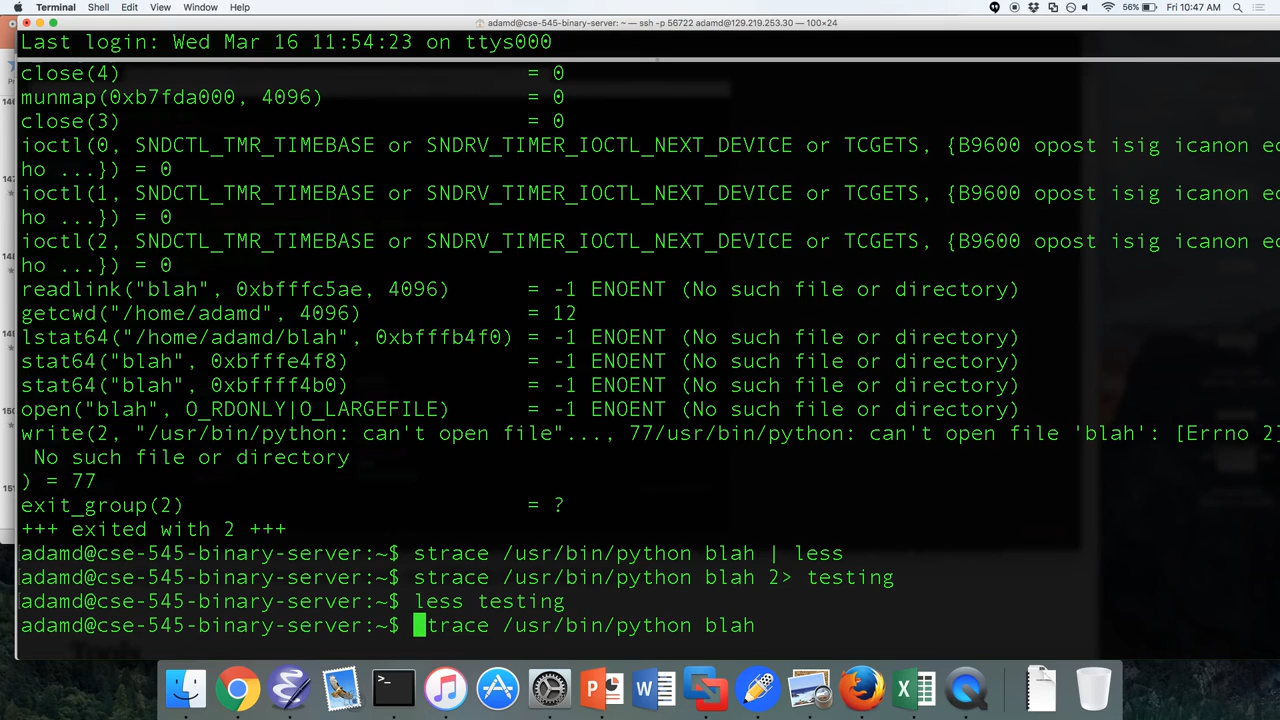 Terminal Shell Edit View Window Help 56% Fri 10:47 AM
adamd@cse-545-binary-server: ~ — ssh -p 56722 adamd@129.219.253.30 — 100×24
Last login: Wed Mar 16 11:54:23 on ttys000
close(4) = 0
munmap(0xb7fda000, 4096) = 0
close(3) = 0
ioctl(0, SNDCTL_TMR_TIMEBASE or SNDRV_TIMER_IOCTL_NEXT_DEVICE or TCGETS, {B9600 opost isig icanon ec
ho ...}) = 0
ioctl(1, SNDCTL_TMR_TIMEBASE or SNDRV_TIMER_IOCTL_NEXT_DEVICE or TCGETS, {B9600 opost isig icanon ec
ho ...}) = 0
ioctl(2, SNDCTL_TMR_TIMEBASE or SNDRV_TIMER_IOCTL_NEXT_DEVICE or TCGETS, {B9600 opost isig icanon ec
ho ...}) = 0
readlink("blah", 0xbfffc5ae, 4096) = -1 ENOENT (No such file or directory)
getcwd("/home/adamd", 4096) = 12
lstat64("/home/adamd/blah", 0xbfffb4f0) = -1 ENOENT (No such file or directory)
stat64("blah", 0xbfffe4f8) = -1 ENOENT (No such file or directory)
stat64("blah", 0xbffff4b0) = -1 ENOENT (No such file or directory)
open("blah", O_RDONLY|O_LARGEFILE) = -1 ENOENT (No such file or directory)
write(2, "/usr/bin/python: can't open file"..., 77/usr/bin/python: can't open file 'blah': [Errno 2]
No such file or directory
) = 77
exit_group(2) = ?
+++ exited with 2 +++
adamd@cse-545-binary-server:~$ strace /usr/bin/python blah | less
adamd@cse-545-binary-server:~$ strace /usr/bin/python blah 2> testing
adamd@cse-545-binary-server:~$ less testing
adamd@cse-545-binary-server:~$ trace /usr/bin/python blah